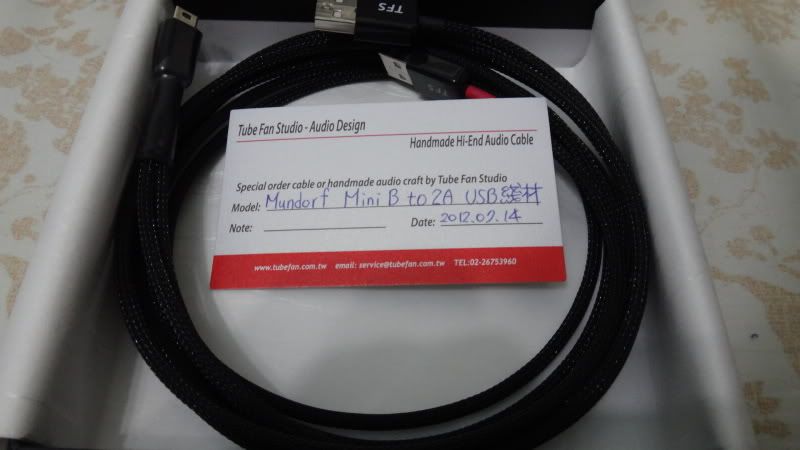 TFS
TFS
Tube Fan Studio - Audio Design
Handmade Hi-End Audio Cable
Special order cable or handmade audio craft by Tube Fan Studio
Model: Mundorf Mini B to 2A USB線材
Note:
Date: 2012.02.14
www.tubefan.com.tw email: service@tubefan.com.tw TEL:02-26753960